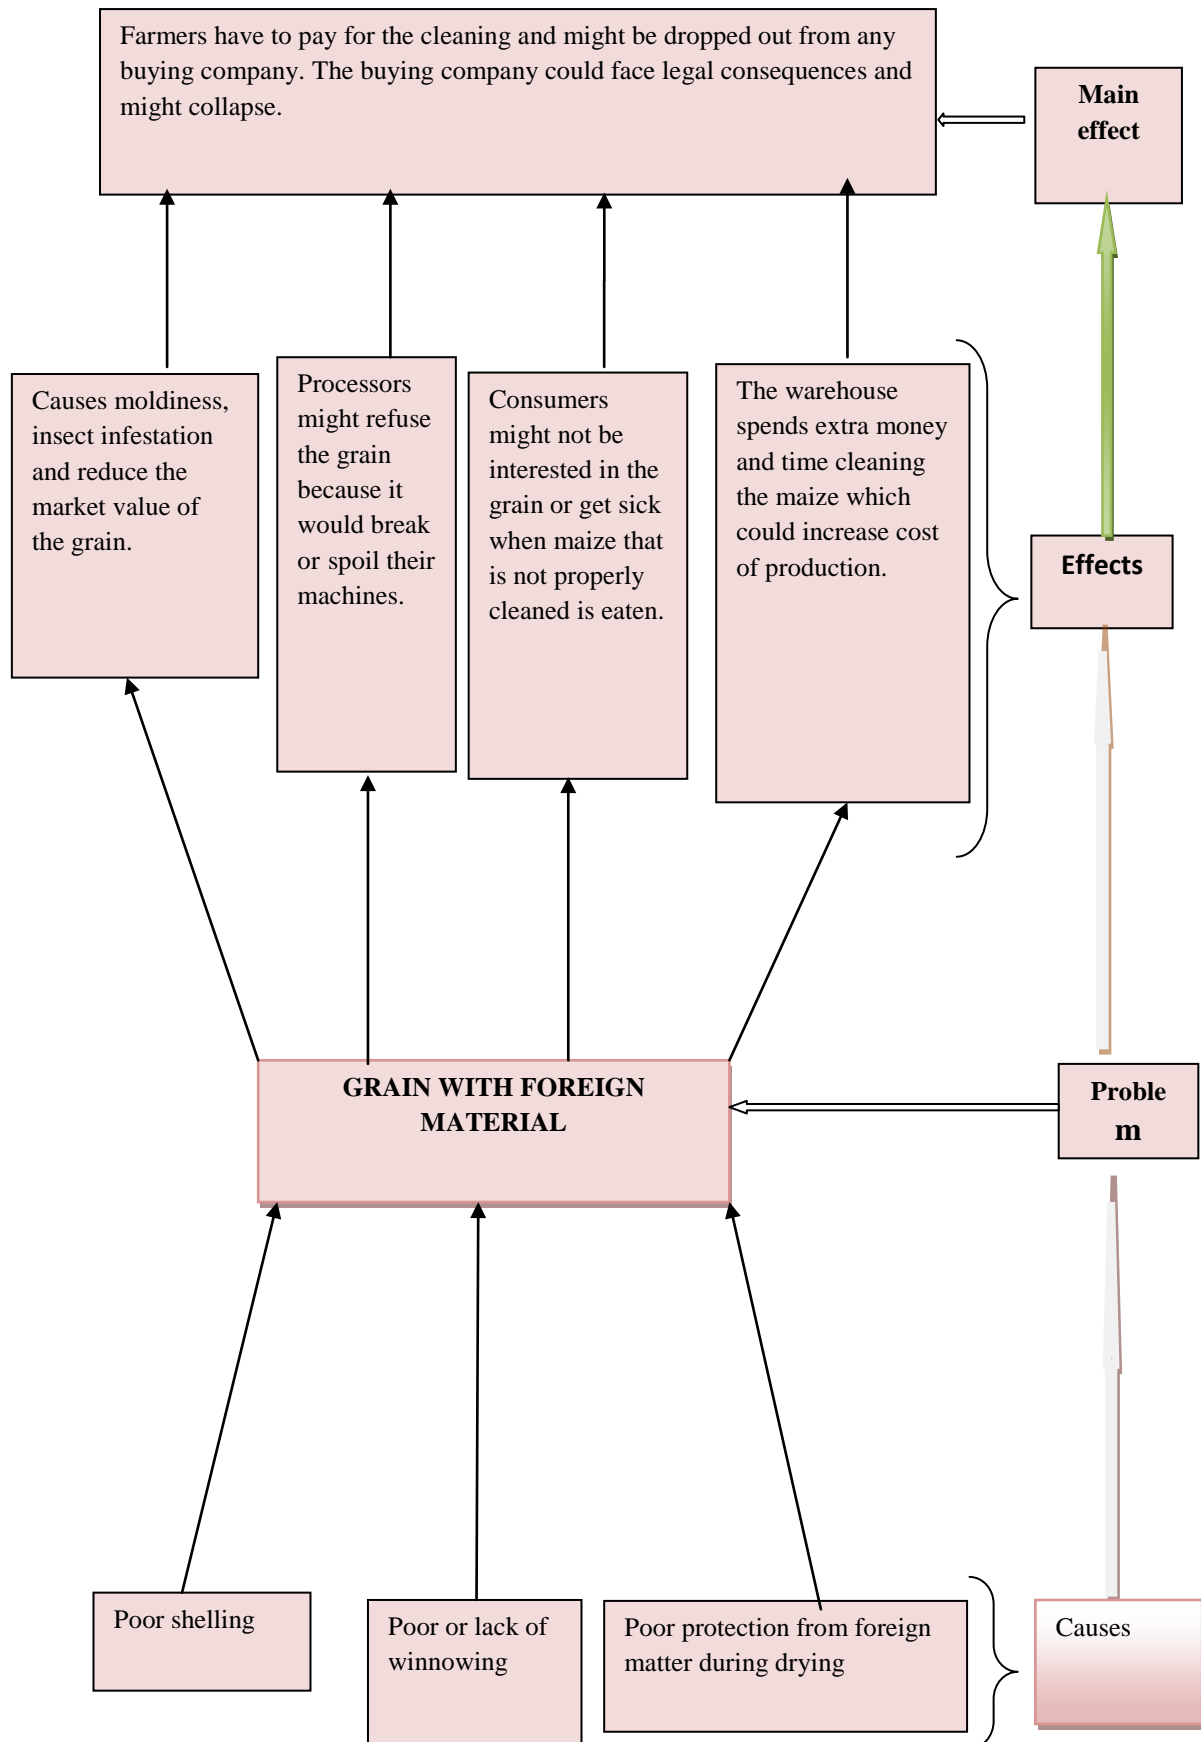 Farmers have to pay for the cleaning and might be dropped out from any
buying company. The buying company could face legal consequences and
might collapse.
Main
effect
Causes moldiness,
insect infestation
and reduce the
market value of
the grain.
Processors
might refuse
the grain
because it
would break
or spoil their
machines.
Consumers
might not be
interested in the
grain or get sick
when maize that
is not properly
cleaned is eaten.
The warehouse
spends extra money
and time cleaning
the maize which
could increase cost
of production.
Effects
GRAIN WITH FOREIGN
MATERIAL
Proble
m
Poor shelling
Poor or lack of
winnowing
Poor protection from foreign
matter during drying
Causes